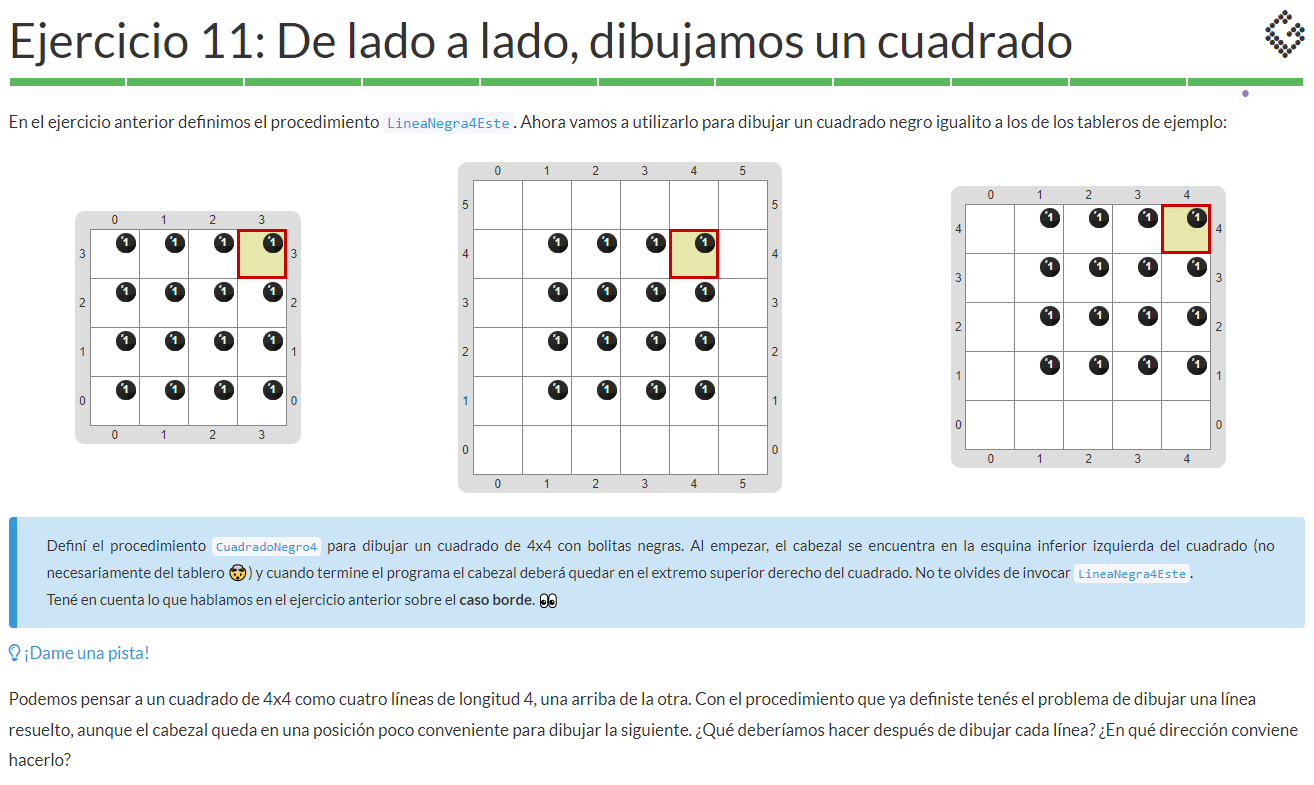 Ejercicio 11: De lado a lado, dibujamos un cuadrado
En el ejercicio anterior definimos el procedimiento LineaNegra4Este. Ahora vamos a utilizarlo para dibujar un cuadrado negro igualito a los de los tableros de ejemplo:
0 1 2 3
3 1 1 1 1 3
2 1 1 1 1 2
1 1 1 1 1 1
0 1 1 1 1 0
0 1 2 3
0 1 2 3 4 5
5 5
4 1 1 1 1 4
3 1 1 1 1 3
2 1 1 1 1 2
1 1 1 1 1 1
0 0
0 1 2 3 4 5
0 1 2 3 4
4 1 1 1 1 4
3 1 1 1 1 3
2 1 1 1 1 2
1 1 1 1 1 1
0 0
0 1 2 3 4
Definí el procedimiento CuadradoNegro4 para dibujar un cuadrado de 4x4 con bolitas negras. Al empezar, el cabezal se encuentra en la esquina inferior izquierda del cuadrado (no
necesariamente del tablero 😵) y cuando termine el programa el cabezal deberá quedar en el extremo superior derecho del cuadrado. No te olvides de invocar LineaNegra4Este.
Tené en cuenta lo que hablamos en el ejercicio anterior sobre el caso borde. 👀
¡Dame una pista!
Podemos pensar a un cuadrado de 4x4 como cuatro líneas de longitud 4, una arriba de la otra. Con el procedimiento que ya definiste tenés el problema de dibujar una línea
resuelto, aunque el cabezal queda en una posición poco conveniente para dibujar la siguiente. ¿Qué deberíamos hacer después de dibujar cada línea? ¿En qué dirección conviene
hacerlo?